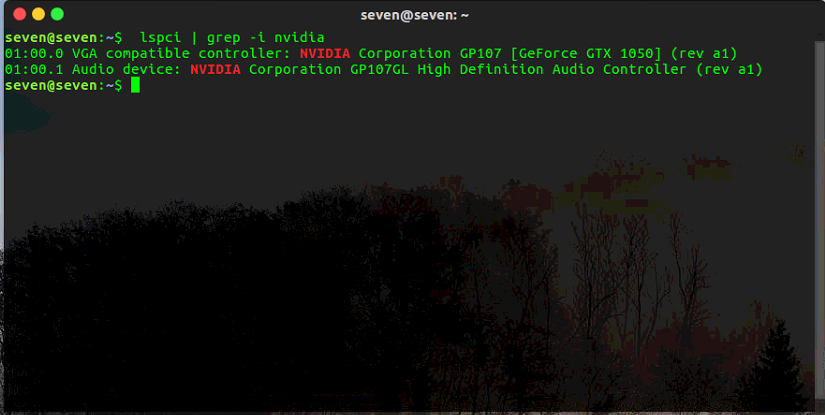 seven@seven: ~
seven@seven:~$  lspci | grep -i nvidia
01:00.0 VGA compatible controller: NVIDIA Corporation GP107 [GeForce GTX 1050] (rev a1)
01:00.1 Audio device: NVIDIA Corporation GP107GL High Definition Audio Controller (rev a1)
seven@seven:~$